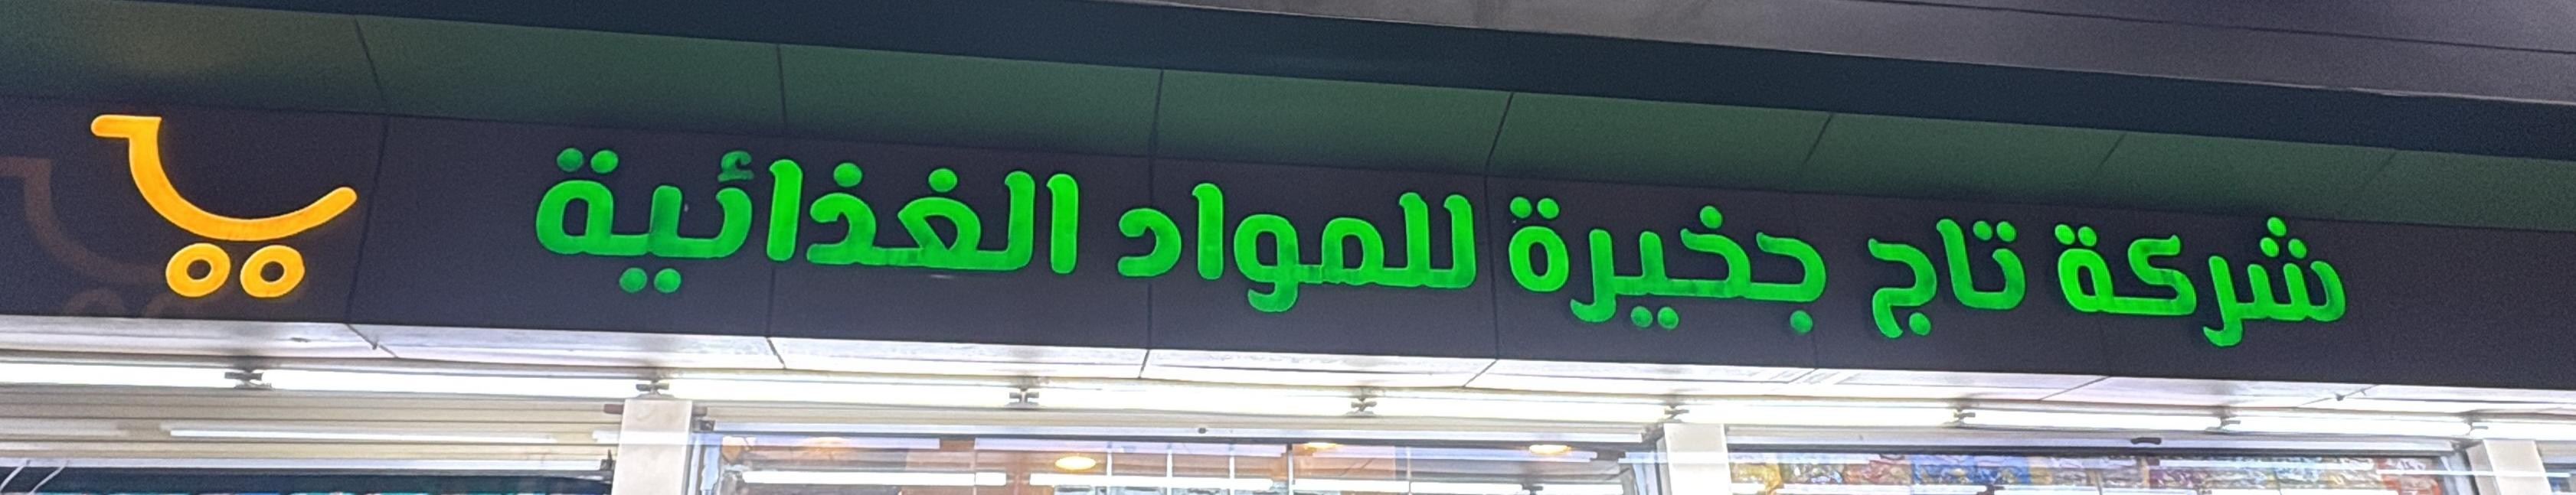 شركة تاج جخيرة للمواد الغذائية